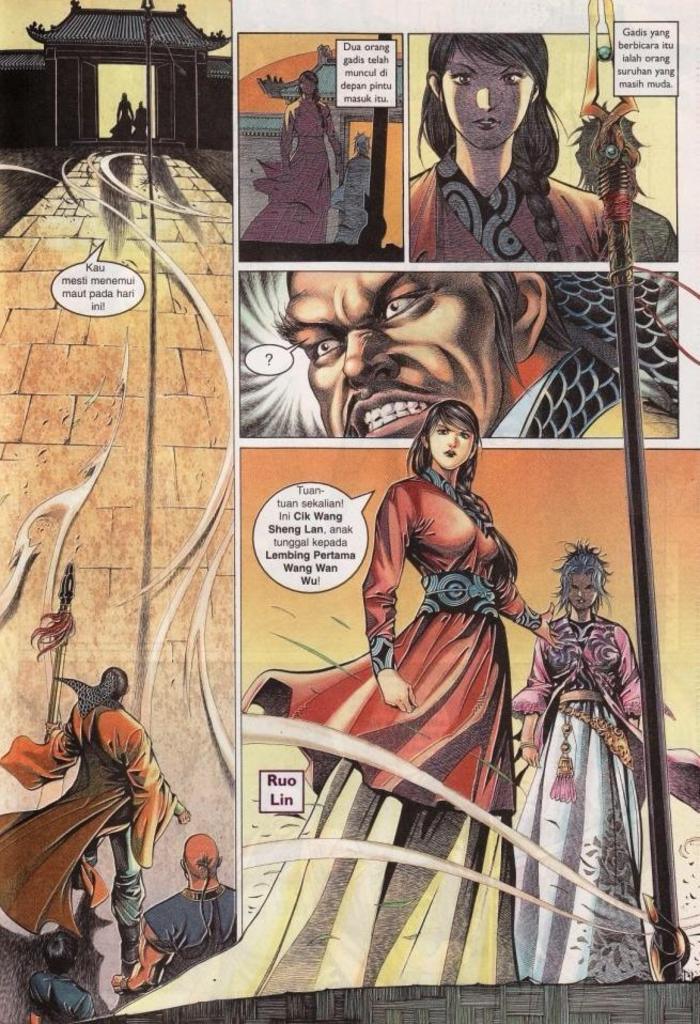 Kau
mesti menemui
maut pada hari
ini!
Dua orang
gadis telah
muncul di
depan pintu
masuk itu.
Gadis yang
berbicara itu
ialah orang
suruhan yang
masih muda.
?
Tuan-
tuan sekalian!
Ini Cik Wang
Sheng Lan, anak
tunggal kepada
Lembing Pertama
Wang Wan
Wu!
Ruo
Lin